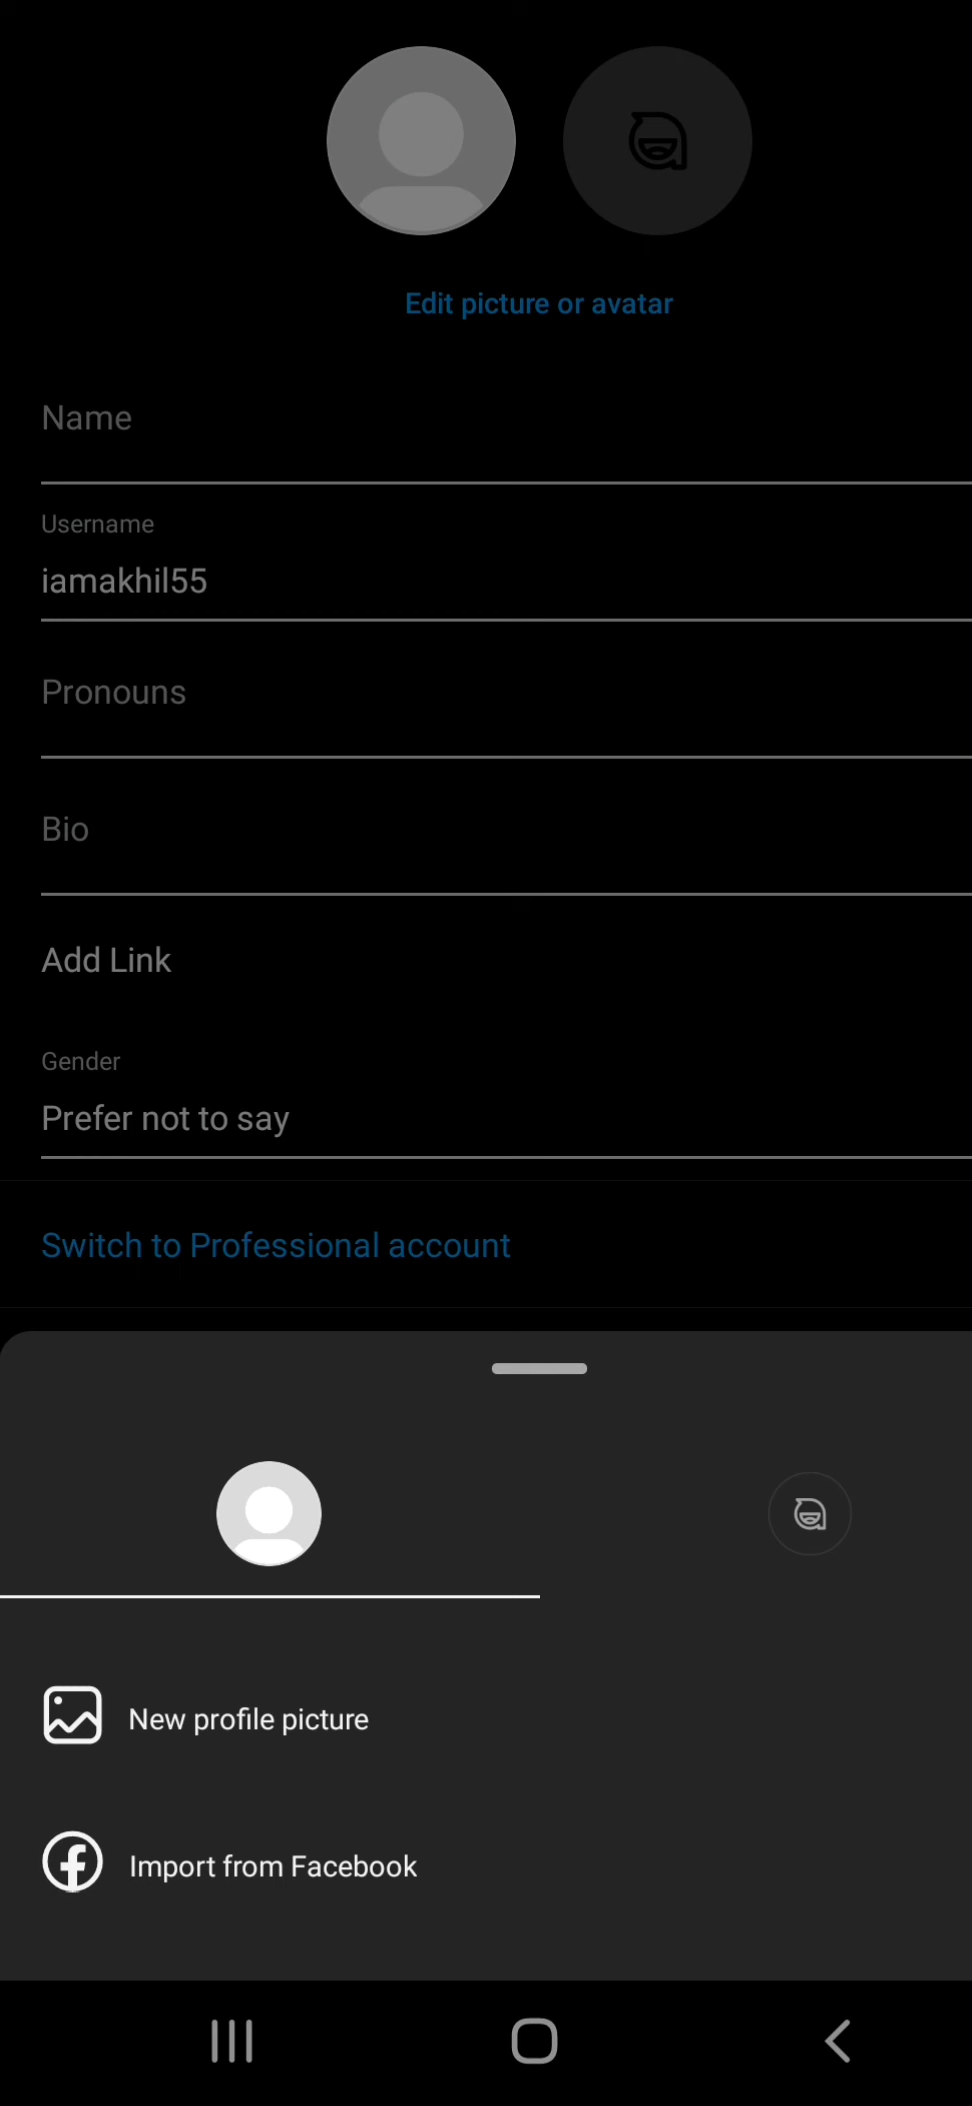 Edit picture or avatar
Name
Username
iamakhil55
Pronouns
Bio
Add Link
Gender
Prefer not to say
Switch to Professional account
New profile picture
Import from Facebook